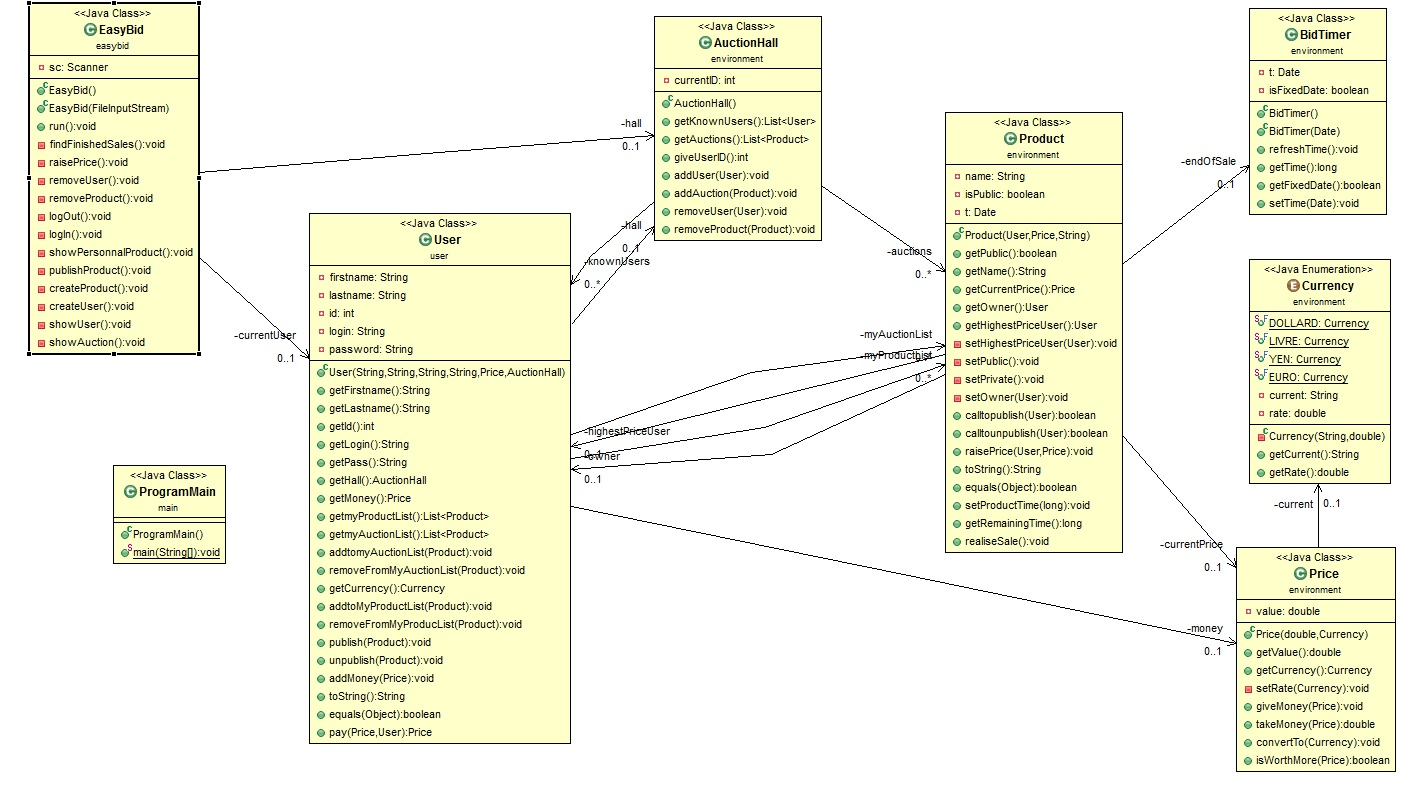 <<Java Class>>
EasyBid
easybid
sc: Scanner
EasyBid()
EasyBid(FileInputStream)
run():void
findFinishedSales():void
raisePrice():void
removeUser():void
removeProduct():void
logOut():void
logIn():void
showPersonnalProduct():void
publishProduct():void
createProduct():void
createUser():void
showUser():void
showAuction():void
-hall
0..1
-currentUser
0..1
<<Java Class>>
ProgramMain
main
ProgramMain()
main(String[]):void
<<Java Class>>
User
user
firstname: String
lastname: String
id: int
login: String
password: String
User(String,String,String,String,Price,AuctionHall)
getFirstname():String
getLastname():String
getId():int
getLogin():String
getPass():String
getHall():AuctionHall
getMoney():Price
getmyProductList():List<Product>
getmyAuctionList():List<Product>
addtomyAuctionList(Product):void
removeFromMyAuctionList(Product):void
getCurrency():Currency
addtoMyProductList(Product):void
removeFromMyProducList(Product):void
publish(Product):void
unpublish(Product):void
addMoney(Price):void
toString():String
equals(Object):boolean
pay(Price,User):Price
<<Java Class>>
AuctionHall
environment
currentID: int
AuctionHall()
getKnownUsers():List<User>
getAuctions():List<Product>
giveUserID():int
addUser(User):void
addAuction(Product):void
removeUser(User):void
removeProduct(Product):void
-hall
0..1
-knownUsers
0..*
-auctions
0..*
-myAuctionList
-myProductlist
0..*
-highestPriceUser
0..1
-owner
0..1
<<Java Class>>
Product
environment
name: String
isPublic: boolean
t: Date
Product(User,Price,String)
getPublic():boolean
getName():String
getCurrentPrice():Price
getOwner():User
getHighestPriceUser():User
setHighestPriceUser(User):void
setPublic():void
setPrivate():void
setOwner(User):void
calltopublish(User):boolean
calltounpublish(User):boolean
raisePrice(User,Price):void
toString():String
equals(Object):boolean
setProductTime(long):void
getRemainingTime():long
realiseSale():void
-endOfSale
0..1
-currentPrice
0..1
-money
0..1
<<Java Class>>
BidTimer
environment
t: Date
isFixedDate: boolean
BidTimer()
BidTimer(Date)
refreshTime():void
getTime():long
getFixedDate():boolean
setTime(Date):void
<<Java Enumeration>>
Currency
environment
DOLLARD: Currency
LIVRE: Currency
YEN: Currency
EURO: Currency
current: String
rate: double
Currency(String,double)
getCurrent():String
getRate():double
-current
0..1
<<Java Class>>
Price
environment
value: double
Price(double,Currency)
getValue():double
getCurrency():Currency
setRate(Currency):void
giveMoney(Price):void
takeMoney(Price):double
convertTo(Currency):void
isWorthMore(Price):boolean